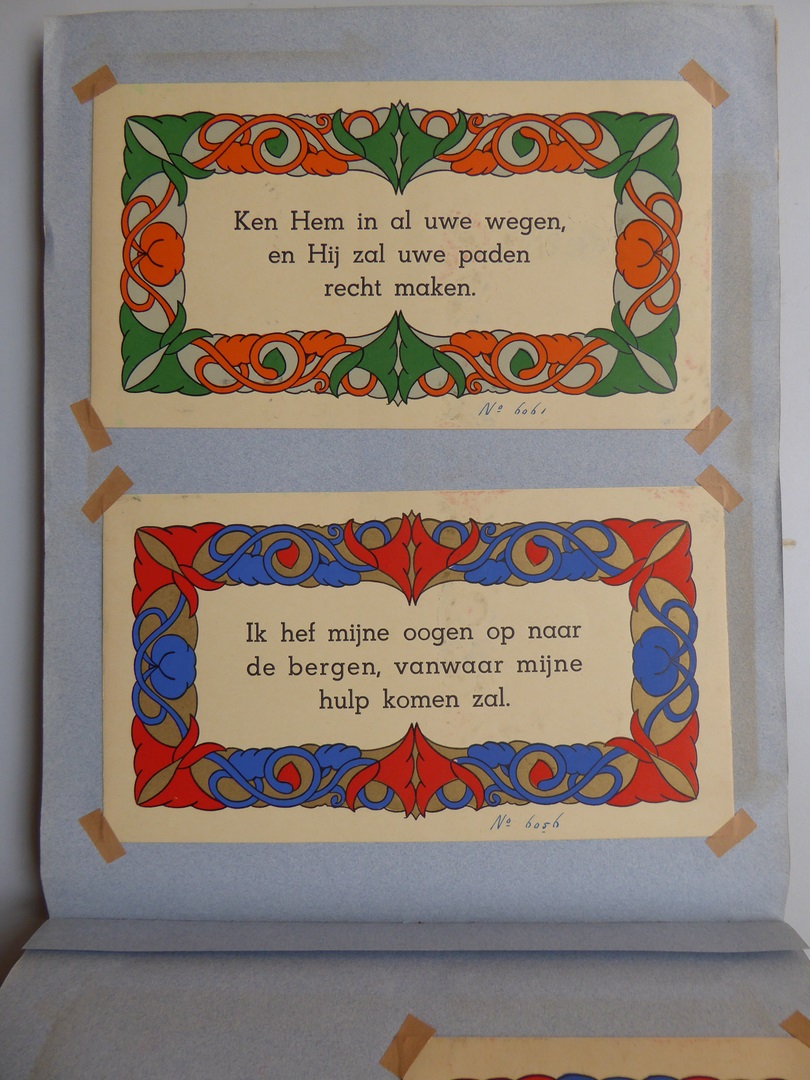 Ken Hem in al uwe wegen,
en Hij zal uwe paden
recht maken.
No 6061
Ik hef mijne oogen op naar
de bergen, vanwaar mijne
hulp komen zal.
No 6056